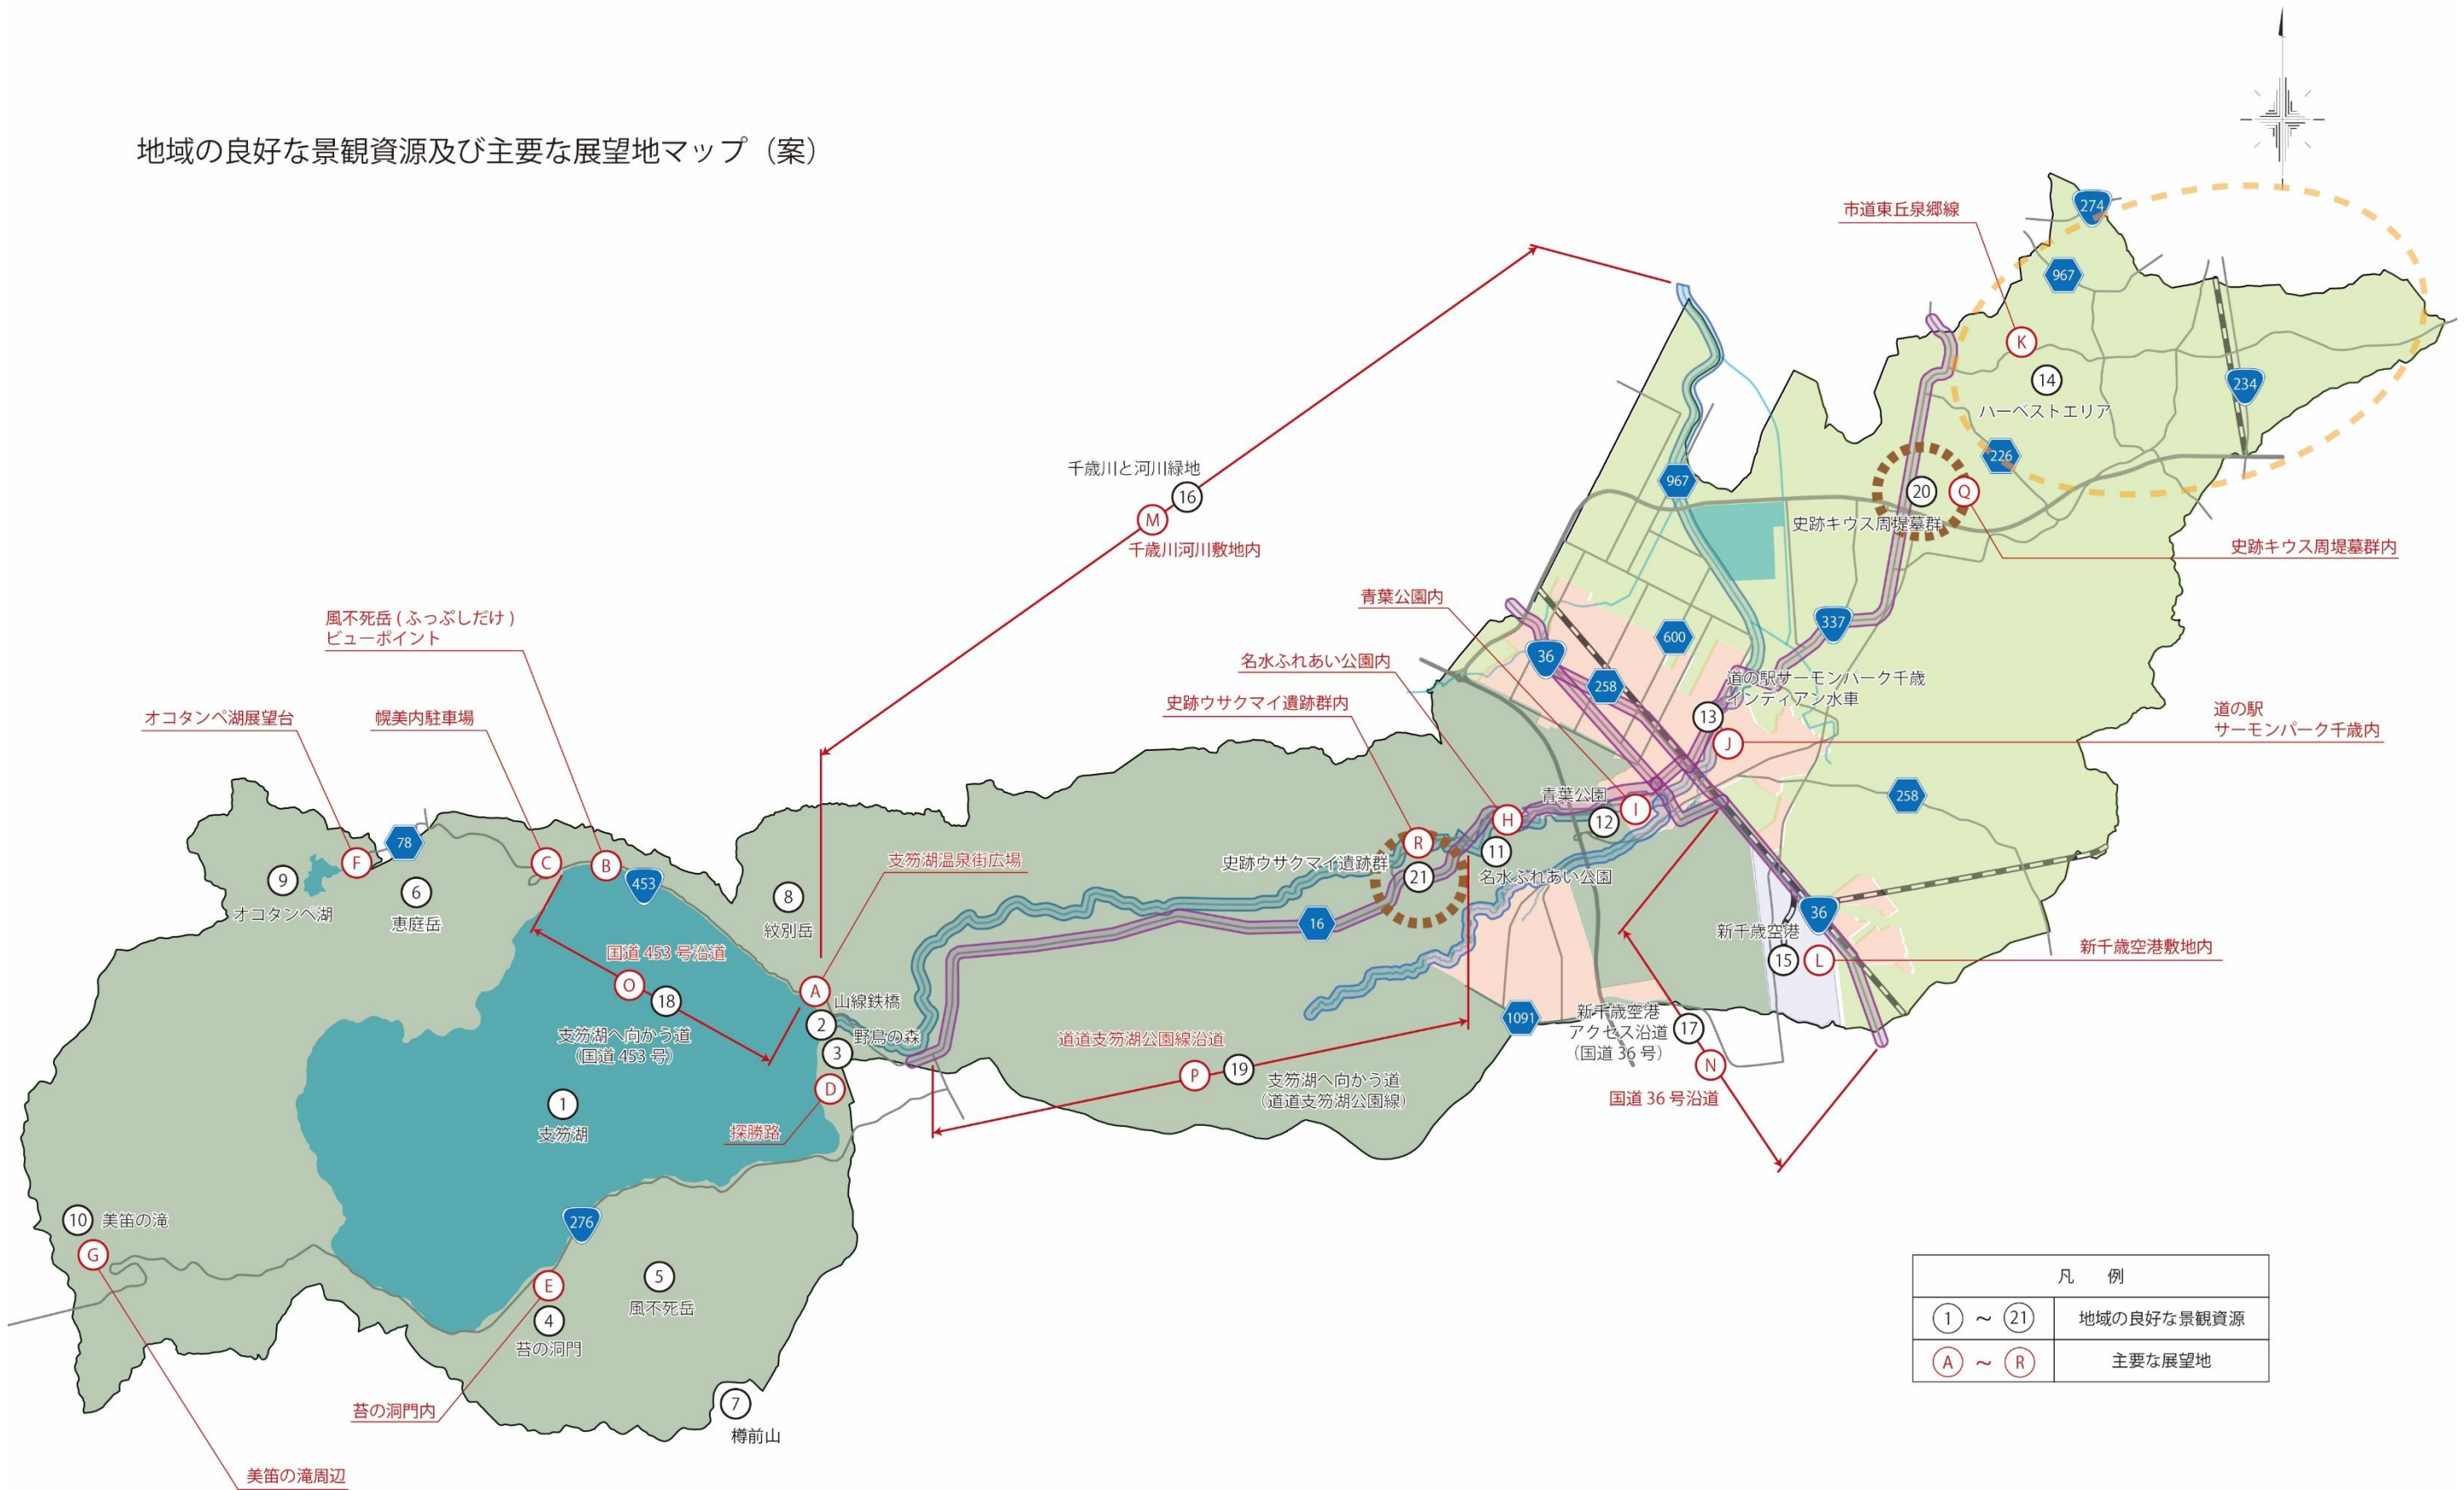 地域の良好な景観資源及び主要な展望地マップ（案）
274
市道東丘泉郷線
967
K
14
ハーベストエリア
234
226
千歳川と河川緑地
16
M
千歳川河川敷地内
967
20
Q
史跡キウス周堤墓群
史跡キウス周堤墓群内
青葉公園内
337
600
36
258
名水ふれあい公園内
史跡ウサクマイ遺跡群内
道の駅サーモンパーク千歳
インディアン水車
13
J
道の駅
サーモンパーク千歳内
風不死岳(ふっぷしだけ)
ビューポイント
オコタンペ湖展望台
幌美内駐車場
258
青葉公園
I
12
H
11
名水ふれあい公園
R
史跡ウサクマイ遺跡群
21
78
F
C
B
453
9
オコタンペ湖
6
恵庭岳
8
紋別岳
支笏湖温泉街広場
16
36
新千歳空港
15
L
新千歳空港敷地内
国道453号沿道
O
18
支笏湖へ向かう道
(国道453号)
A
山線鉄橋
2
野鳥の森
3
D
探勝路
1
支笏湖
道道支笏湖公園線沿道
P
19
支笏湖へ向かう道
(道道支笏湖公園線)
1091
新千歳空港
アクセス沿道
(国道36号)
17
N
国道36号沿道
10
美笛の滝
G
276
E
4
苔の洞門
5
風不死岳
7
樽前山
苔の洞門内
美笛の滝周辺
凡　例
1 ～ 21 地域の良好な景観資源
A ～ R 主要な展望地